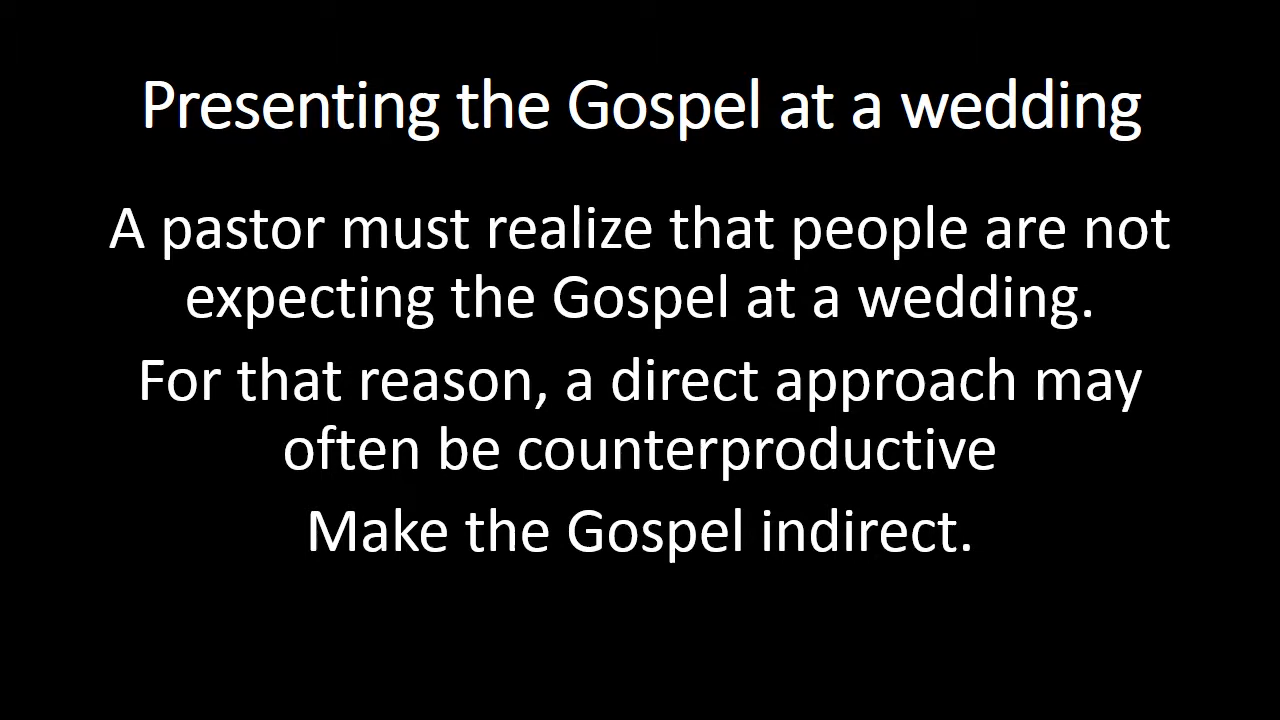 Presenting the Gospel at a wedding
A pastor must realize that people are not
expecting the Gospel at a wedding.
For that reason, a direct approach may
often be counterproductive
Make the Gospel indirect.